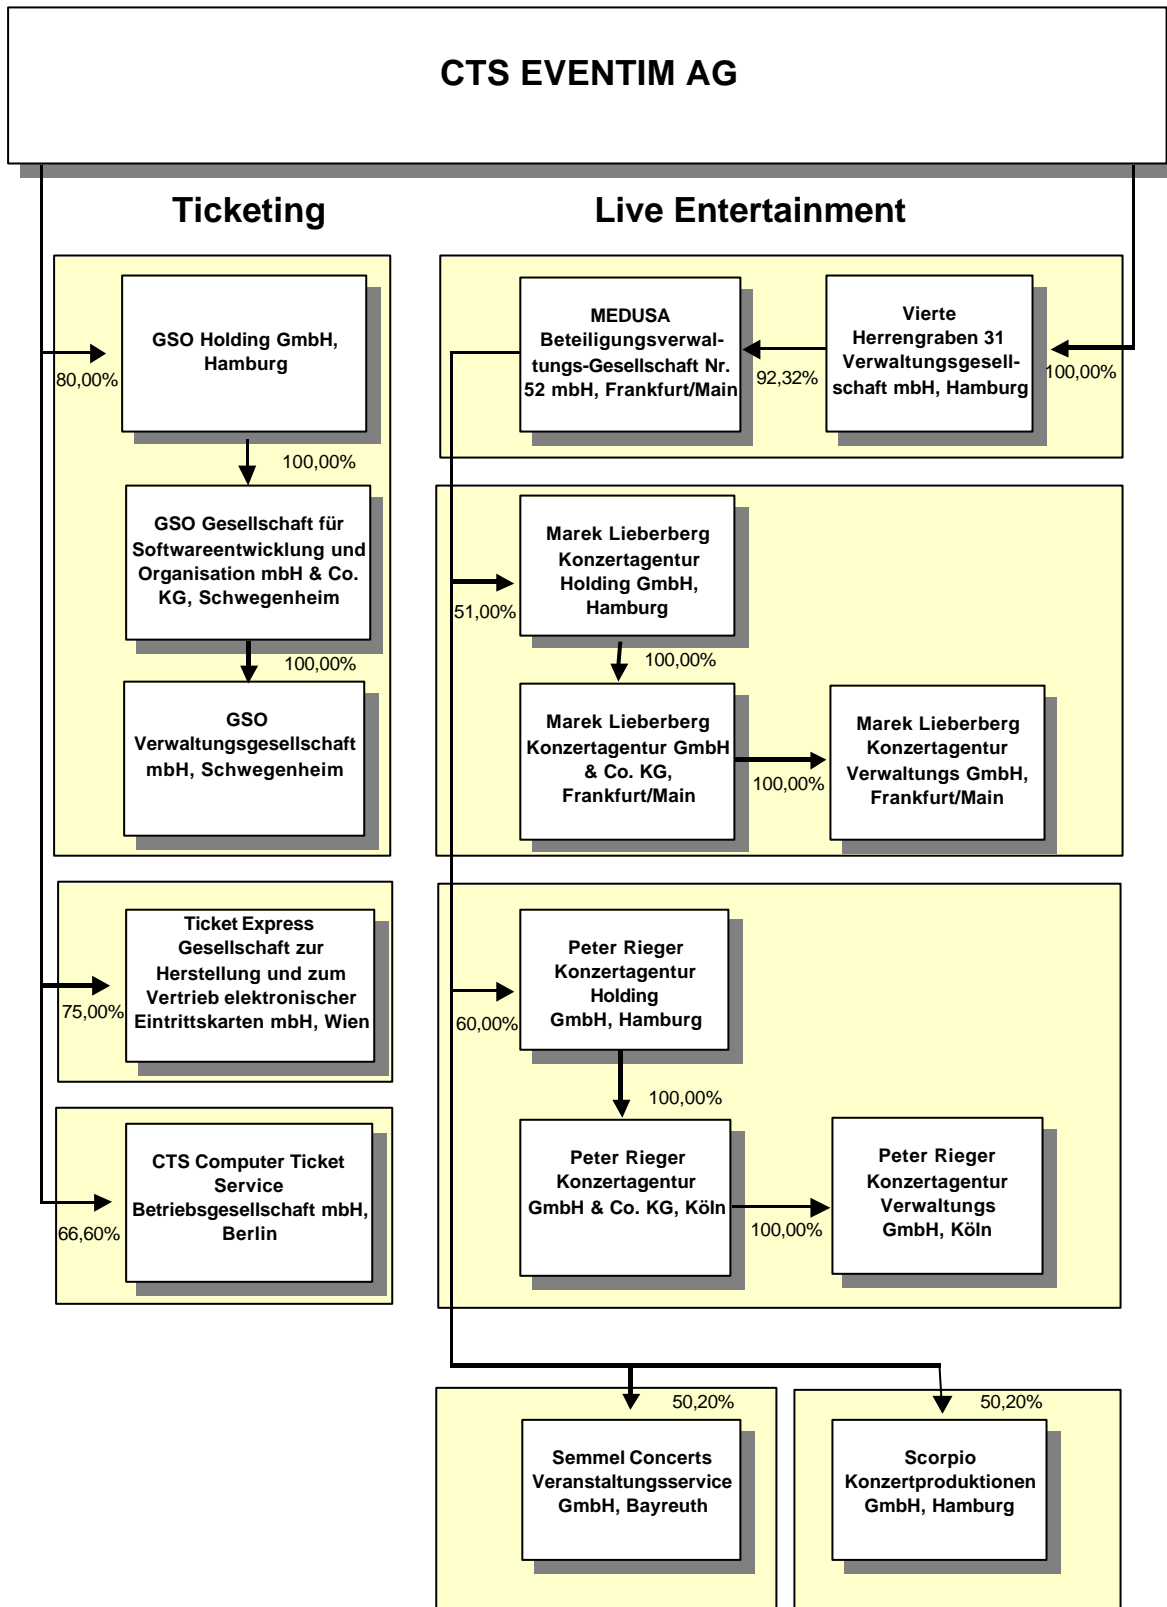 CTS EVENTIM AG
Ticketing
Live Entertainment
GSO Holding GmbH,
Hamburg
80,00%
100,00%
GSO Gesellschaft für
Softwareentwicklung und
Organisation mbH & Co.
KG, Schwegenheim
100,00%
GSO
Verwaltungsgesellschaft
mbH, Schwegenheim
Ticket Express
Gesellschaft zur
Herstellung und zum
Vertrieb elektronischer
Eintrittskarten mbH, Wien
75,00%
CTS Computer Ticket
Service
Betriebsgesellschaft mbH,
Berlin
66,60%
MEDUSA
Beteiligungsverwal-
tungs-Gesellschaft Nr.
52 mbH, Frankfurt/Main
92,32%
Vierte
Herrengraben 31
Verwaltungsgesell-
schaft mbH, Hamburg
100,00%
Marek Lieberberg
Konzertagentur
Holding GmbH,
Hamburg
51,00%
100,00%
Marek Lieberberg
Konzertagentur GmbH
& Co. KG,
Frankfurt/Main
100,00%
Marek Lieberberg
Konzertagentur
Verwaltungs GmbH,
Frankfurt/Main
Peter Rieger
Konzertagentur
Holding
GmbH, Hamburg
60,00%
100,00%
Peter Rieger
Konzertagentur
GmbH & Co. KG, Köln
100,00%
Peter Rieger
Konzertagentur
Verwaltungs
GmbH, Köln
50,20%
Semmel Concerts
Veranstaltungsservice
GmbH, Bayreuth
50,20%
Scorpio
Konzertproduktionen
GmbH, Hamburg